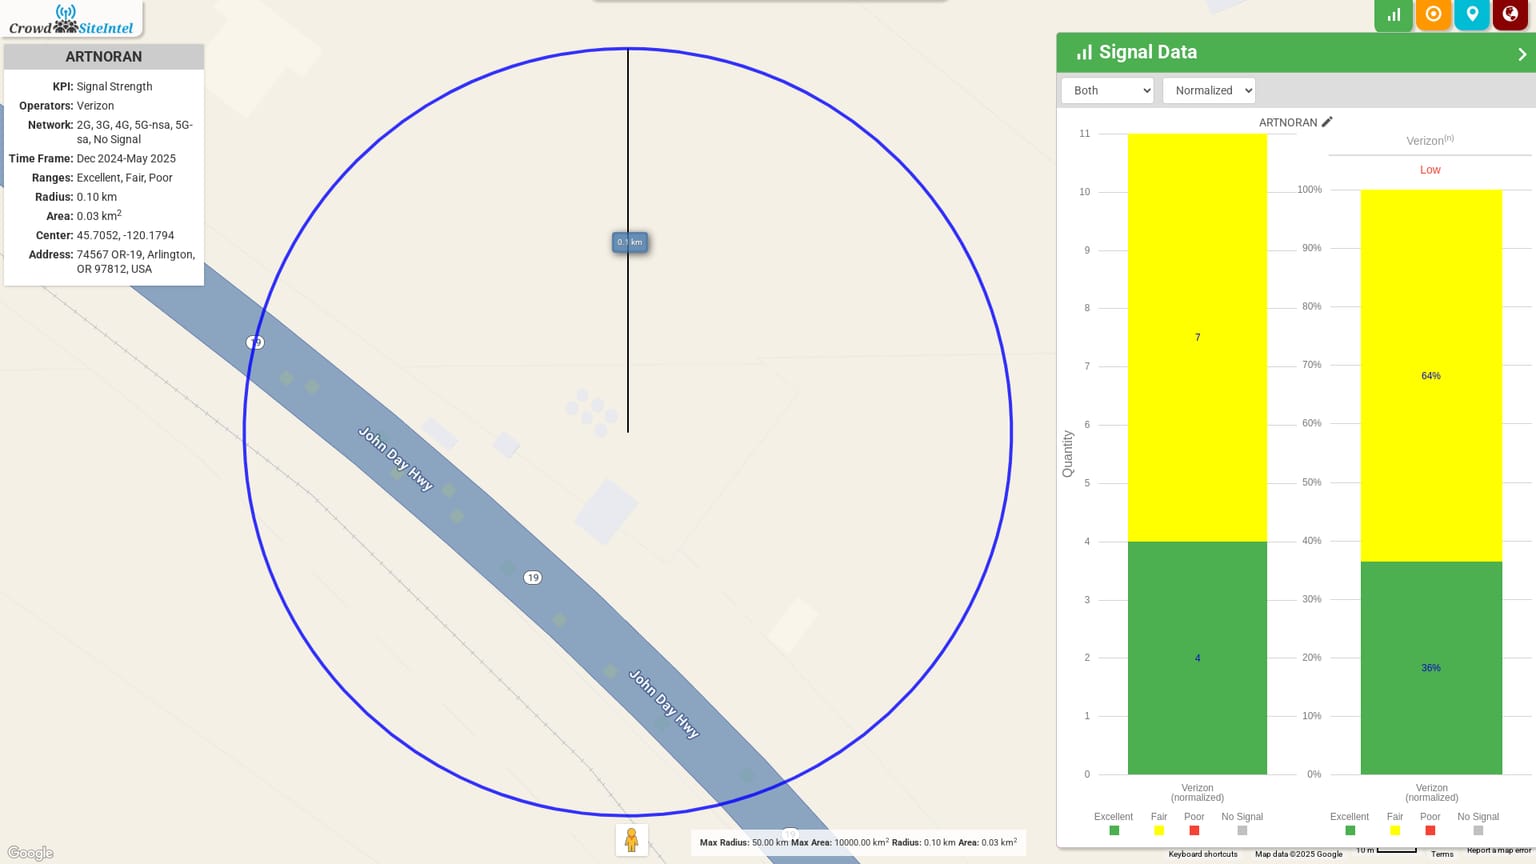 CrowdSiteIntel
ARTNORAN
KPI: Signal Strength
Operators: Verizon
Network: 2G, 3G, 4G, 5G-nsa, 5G-
sa, No Signal
Time Frame: Dec 2024-May 2025
Ranges: Excellent, Fair, Poor
Radius: 0.10 km
Area: 0.03 km²
Center: 45.7052, -120.1794
Address: 74567 OR-19, Arlington,
OR 97812, USA
0.1 km
19
John Day Hwy
19
John Day Hwy
19
Google
Max Radius: 50.00 km Max Area: 10000.00 km² Radius: 0.10 km Area: 0.03 km²
Signal Data
Both
Normalized
ARTNORAN
Verizon(n)
Low
Quantity
11
10
9
8
7
6
5
4
3
2
1
0
7
4
Verizon
(normalized)
Excellent Fair Poor No Signal
100%
90%
80%
70%
60%
50%
40%
30%
20%
10%
0%
64%
36%
Verizon
(normalized)
Excellent Fair Poor No Signal
Keyboard shortcuts Map data ©2025 Google 10 m Terms Report a map error